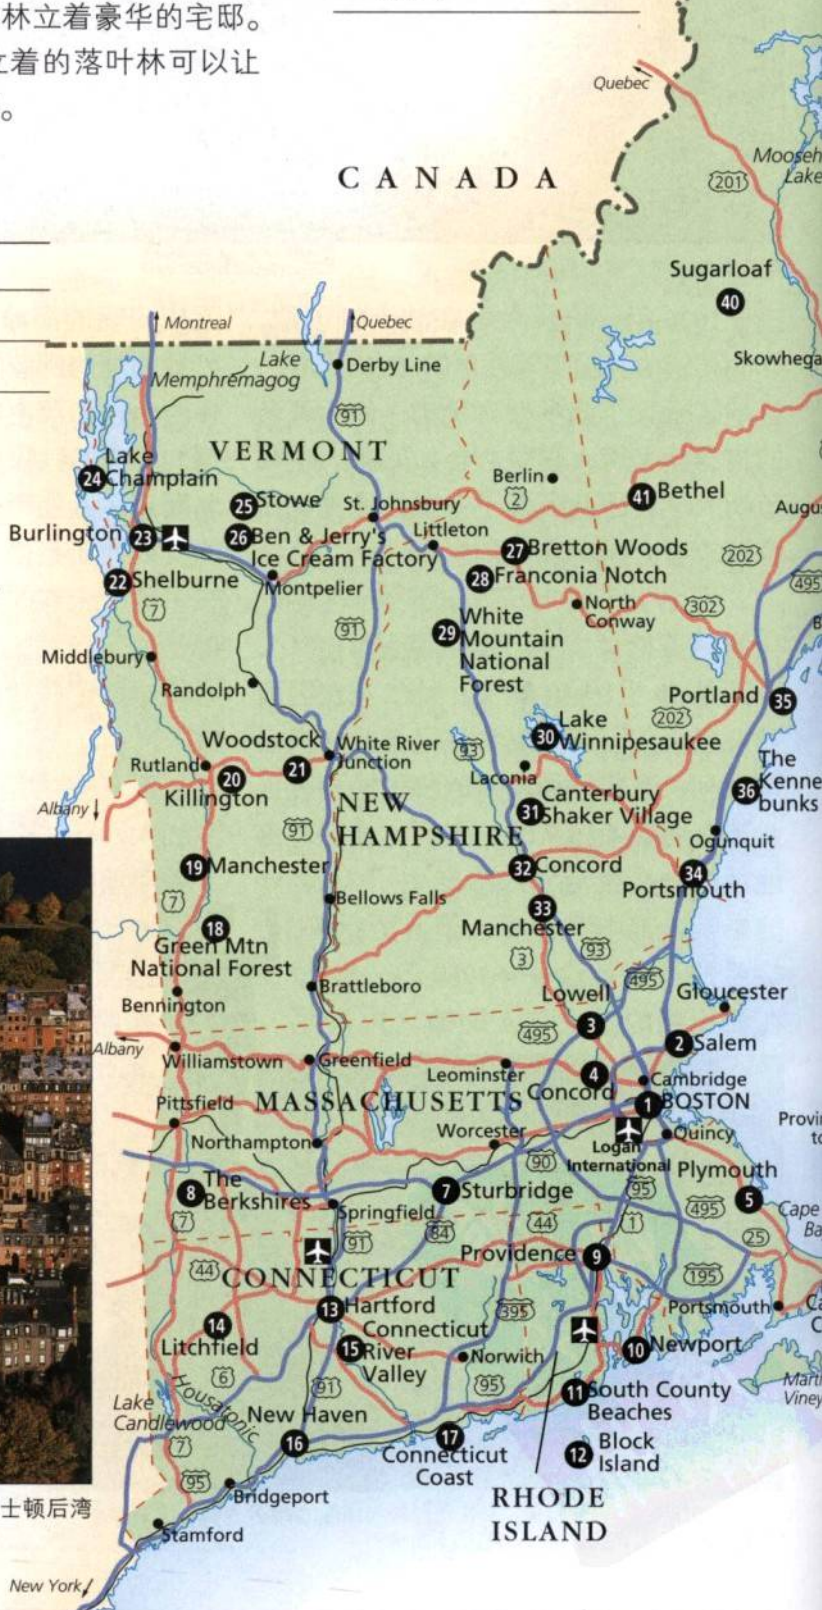 林立着豪华的宅邸。
立着的落叶林可以让
。
Quebec
CANADA
201
Lake
Sugarloaf
40
Montreal
Quebec
Lake
Memphremagog
Derby Line
91
VERMONT
Lake
24 Champlain
25 Stowe
St. Johnsbury
Berlin
2
41 Bethel
Burlington 23
26 Ben & Jerry's
Ice Cream Factory
Littleton
27 Bretton Woods
202
495
22 Shelburne
Montpelier
28 Franconia Notch
7
North
Conway
302
91
29
White
Mountain
National
Forest
Middlebury
Randolph
Portland
35
202
Woodstock
21
White River
Junction
93
30
Lake
Winnipesaukee
Rutland
20
Killington
Laconia
The
36
bunks
Albany
NEW
HAMPSHIRE
31
Canterbury
Shaker Village
91
Ogunquit
19 Manchester
32 Concord
34
Portsmouth
7
Bellows Falls
33
Manchester
18
Green Mtn
National Forest
3
93
495
Brattleboro
Bennington
Lowell
3
Gloucester
495
Albany
Williamstown
Greenfield
2 Salem
Leominster
4
Concord
Cambridge
Pittsfield
MASSACHUSETTS
1 BOSTON
Northampton
Worcester
Quincy
Logan
International
90
Plymouth
5
8
The
Berkshires
7 Sturbridge
95
495
7
Springfield
84
44
1
25
Cape
91
Providence 9
44
CONNECTICUT
195
13 Hartford
395
Portsmouth
14
Litchfield
15
Connecticut
River
Valley
10 Newport
Norwich
6
91
95
11 South County
Beaches
Lake
Candlewood
Housatonic
New Haven
16
17
Connecticut
Coast
12
Block
Island
7
95
Bridgeport
RHODE
ISLAND
士顿后湾
Stamford
New York